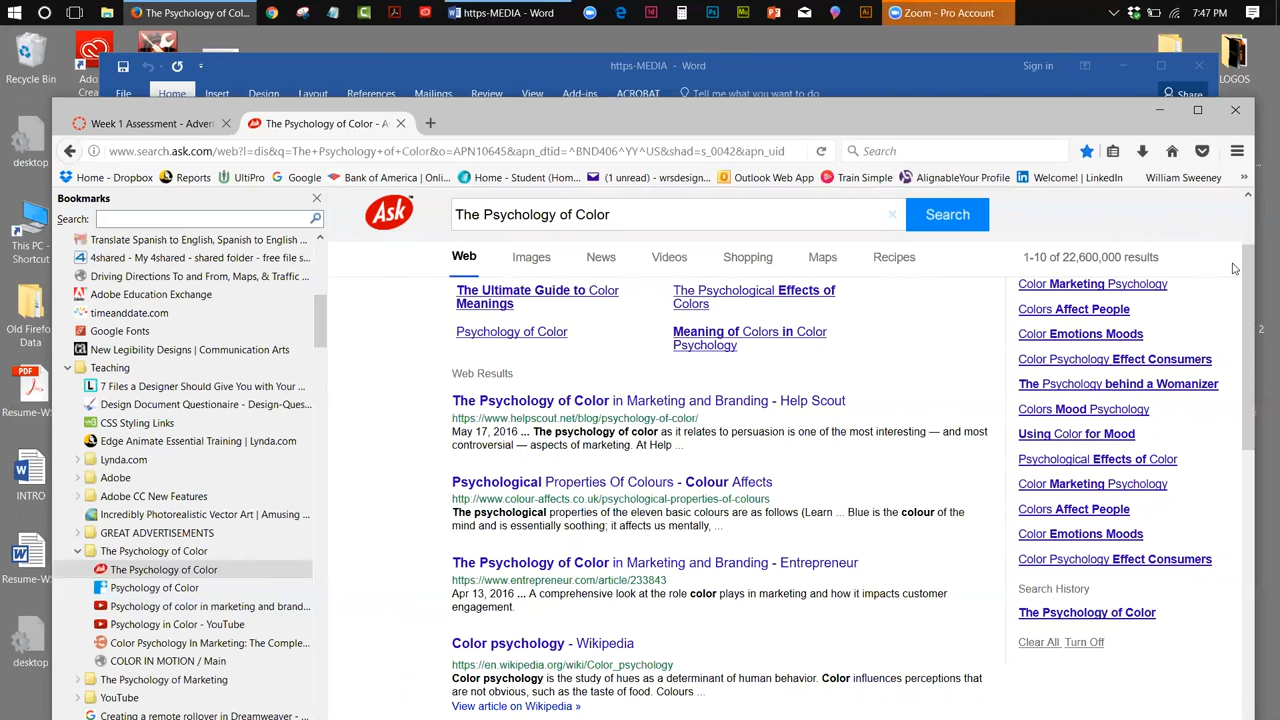 The Psychology of Col...
https-MEDIA - Word
Zoom - Pro Account
7:47 PM
Recycle Bin
Ado
Crea
LOGOS
https-MEDIA - Word
Sign in
File
Home
Insert
Design
Layout
References
Mailings
Review
View
Add-ins
ACROBAT
Tell me what you want to do...
Share
Week 1 Assessment - Adver
The Psychology of Color - A
www.search.ask.com/web?l=dis&q=The+Psychology+of+Color&o=APN10645&apn_dtid=^BND406^YY^US&shad=s_0042&apn_uid
Search
Home - Dropbox
Reports
UltiPro
Google
Bank of America | Onli...
Home - Student (Hom...
(1 unread) - wrsdesign...
Outlook Web App
Train Simple
AlignableYour Profile
Welcome! | LinkedIn
William Sweeney
»
desktop
This PC -
Shortcut
Old Firefo
Data
PDF
Resume-W
INTRO
Resume-W
desktop
2
Bookmarks
Search:
Translate Spanish to English, Spanish to English ...
4shared - My 4shared - shared folder - free file s...
Driving Directions To and From, Maps, & Traffic ...
Adobe Education Exchange
timeanddate.com
Google Fonts
New Legibility Designs | Communication Arts
Teaching
7 Files a Designer Should Give You with Your ...
Design Document Questionaire - Design-Ques...
CSS Styling Links
Edge Animate Essential Training | Lynda.com
Lynda.com
Adobe
Adobe CC New Features
Incredibly Photorealistic Vector Art | Amusing ...
GREAT ADVERTISEMENTS
The Psychology of Color
The Psychology of Color
Psychology of Color
Psychology of color in marketing and brand...
Psychology in Color - YouTube
Color Psychology In Marketing: The Comple...
COLOR IN MOTION / Main
The Psychology of Marketing
YouTube
Creating a remote rollover in Dreamweaver - ...
Ask
The Psychology of Color
Search
Web
Images
News
Videos
Shopping
Maps
Recipes
1-10 of 22,600,000 results
The Ultimate Guide to Color
Meanings
The Psychological Effects of
Colors
Psychology of Color
Meaning of Colors in Color
Psychology
Web Results
The Psychology of Color in Marketing and Branding - Help Scout
https://www.helpscout.net/blog/psychology-of-color/
May 17, 2016 ... The psychology of color as it relates to persuasion is one of the most interesting — and most
controversial — aspects of marketing. At Help ...
Psychological Properties Of Colours - Colour Affects
http://www.colour-affects.co.uk/psychological-properties-of-colours
The psychological properties of the eleven basic colours are as follows (Learn ... Blue is the colour of the
mind and is essentially soothing; it affects us mentally, ...
The Psychology of Color in Marketing and Branding - Entrepreneur
https://www.entrepreneur.com/article/233843
Apr 13, 2016 ... A comprehensive look at the role color plays in marketing and how it impacts customer
engagement.
Color psychology - Wikipedia
https://en.wikipedia.org/wiki/Color_psychology
Color psychology is the study of hues as a determinant of human behavior. Color influences perceptions that
are not obvious, such as the taste of food. Colours ...
View article on Wikipedia »
Color Marketing Psychology
Colors Affect People
Color Emotions Moods
Color Psychology Effect Consumers
The Psychology behind a Womanizer
Colors Mood Psychology
Using Color for Mood
Psychological Effects of Color
Color Marketing Psychology
Colors Affect People
Color Emotions Moods
Color Psychology Effect Consumers
Search History
The Psychology of Color
Clear All
Turn Off